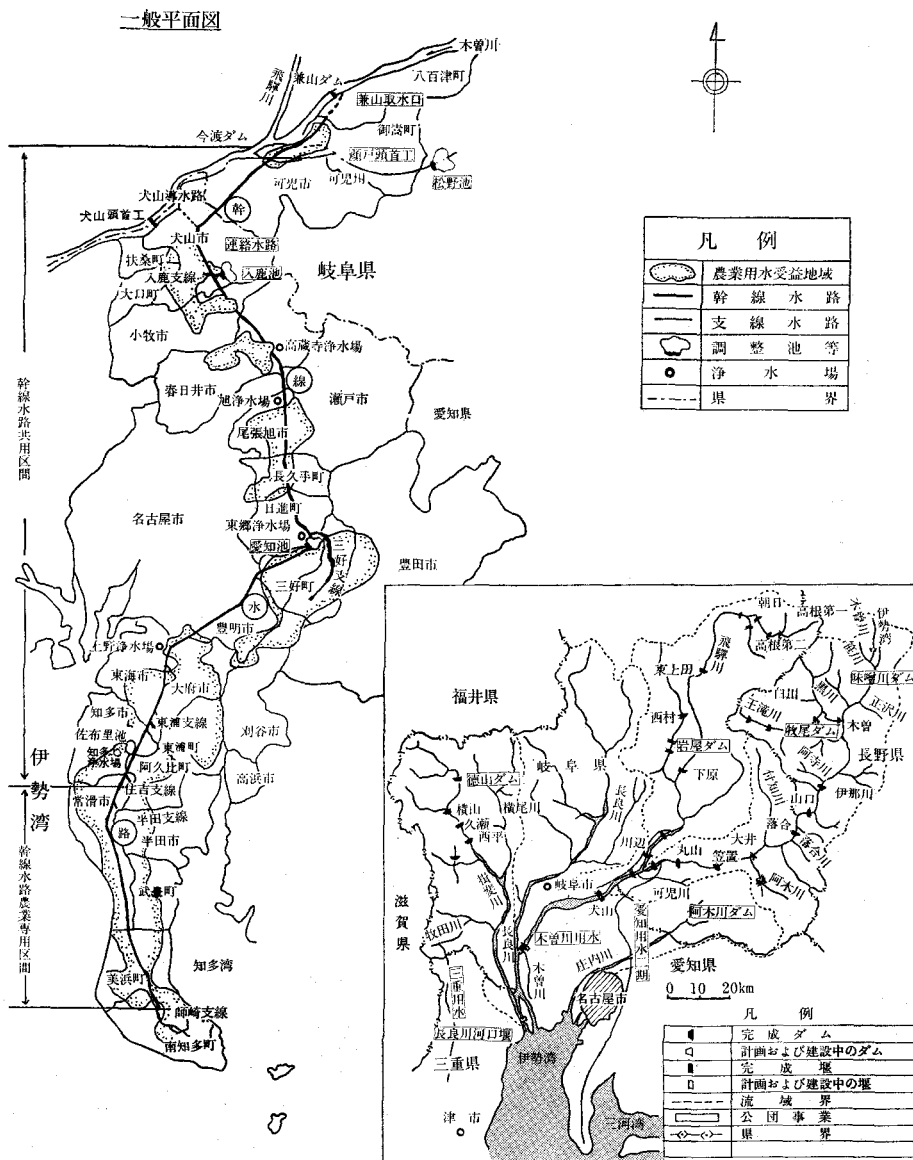 一般平面図
木曽川
飛騨川
兼山ダム
八百津町
兼山取水口
今渡ダム
御嵩町
瀬戸頭首工
可児市
可児川
松野池
犬山導水路
犬山頭首工
幹
犬山市
連絡水路
扶桑町
入鹿支線
入鹿池
岐阜県
大口町
小牧市
高蔵寺浄水場
春日井市
線
旭浄水場
瀬戸市
愛知県
尾張旭市
幹線水路共用区間
長久手町
日進町
名古屋市
東郷浄水場
愛知池
三好支線
豊田市
三好町
水
豊明市
上野浄水場
東海市
大府市
知多市
東浦支線
佐布里池
東浦町
刈谷市
知多浄水場
阿久比町
高浜市
伊勢湾
住吉支線
常滑市
半田支線
路
半田市
幹線水路農業専用区間
武豊町
知多湾
美浜町
師崎支線
南知多町
凡例
農業用水受益地域
幹線水路
支線水路
調整池等
浄水場
県界
朝日
高根第一
高根第二
木曽川
伊勢湾
飛騨川
東上田
笹川
味噌川ダム
福井県
黒川
正沢川
王滝川
西村
牧尾ダム
木曽
岩屋ダム
阿寺川
長野県
岐阜県
徳山ダム
下原
付知川
伊那川
横山
横尾川
長良川
山口
久瀬
西平
川辺
丸山
大井
落合
落合川
笠置
揖斐川
岐阜市
可児川
阿木川
滋賀県
犬山
阿木川ダム
牧田川
長良川
木曽川用水
愛知用水二期
庄内川
愛知県
三重用水
木曽川
名古屋市
0 10 20km
長良川河口堰
三重県
伊勢湾
津市
三河湾
凡例
完成ダム
計画および建設中のダム
完成堰
計画および建設中の堰
流域界
公団事業
県界